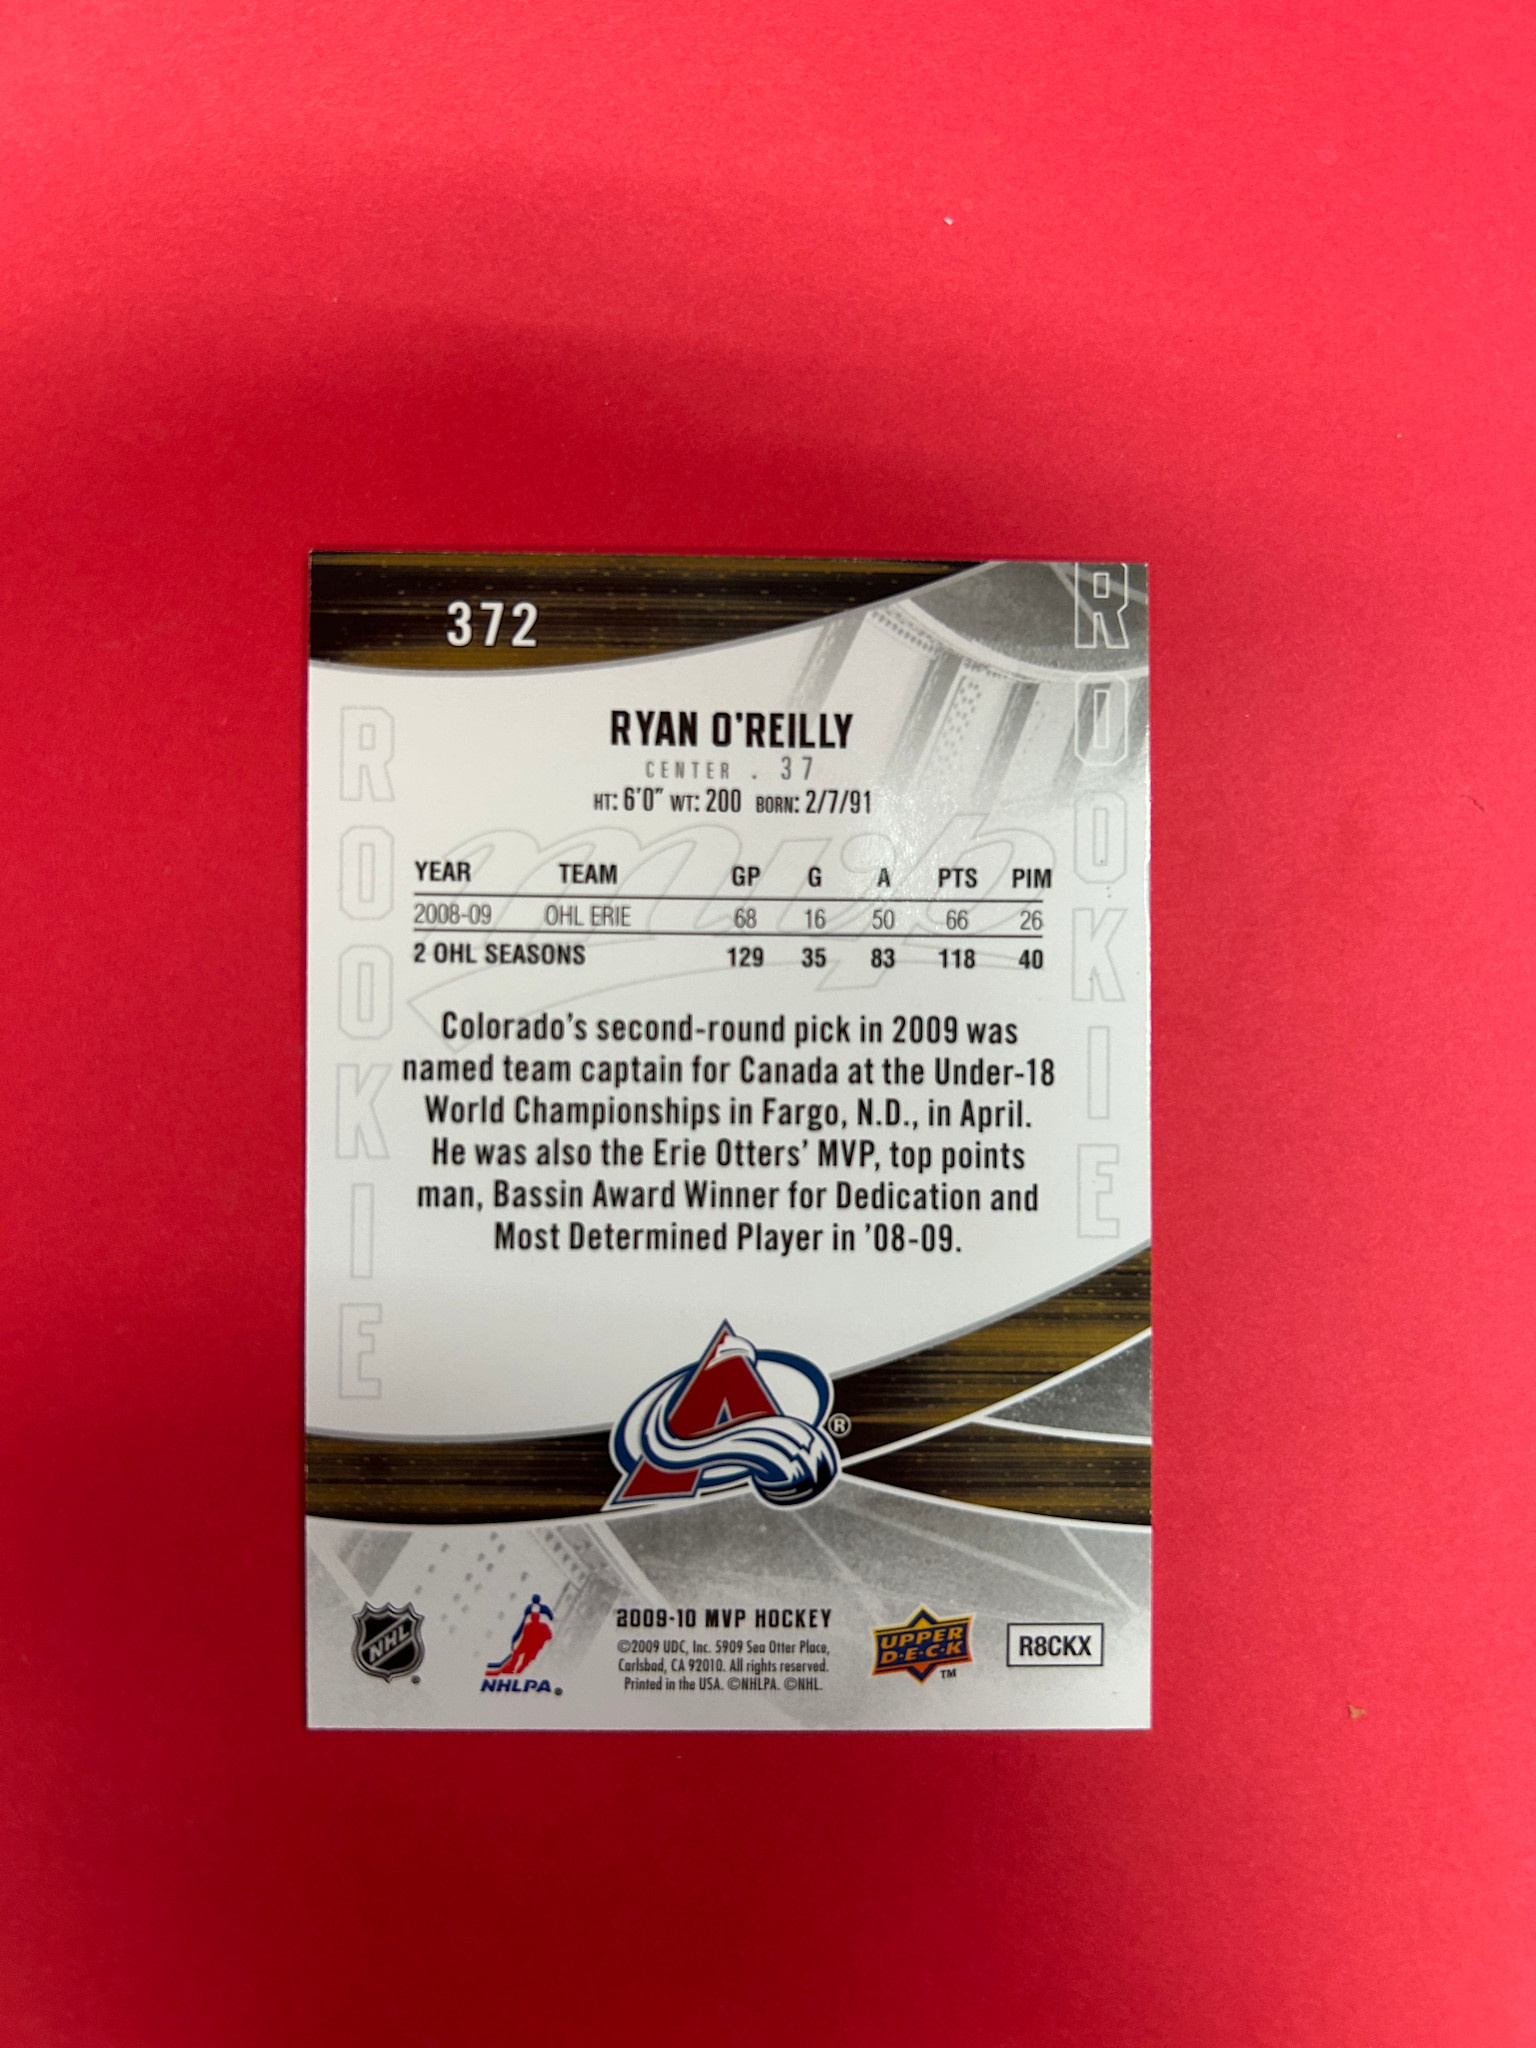 372
ROOKIE
ROOKIE
RYAN O'REILLY
CENTER . 37
HT: 6'0" WT: 200 BORN: 2/7/91
mvp
YEAR TEAM GP G A PTS PIM
2008-09 OHL ERIE 68 16 50 66 26
2 OHL SEASONS 129 35 83 118 40
Colorado's second-round pick in 2009 was
named team captain for Canada at the Under-18
World Championships in Fargo, N.D., in April.
He was also the Erie Otters' MVP, top points
man, Bassin Award Winner for Dedication and
Most Determined Player in '08-09.
A ®
NHL ®
NHLPA ®
2009-10 MVP HOCKEY
©2009 UDC, Inc. 5909 Sea Otter Place,
Carlsbad, CA 92010. All rights reserved.
Printed in the USA. ©NHLPA. ©NHL.
UPPER
D·E·C·K
TM
R8CKX